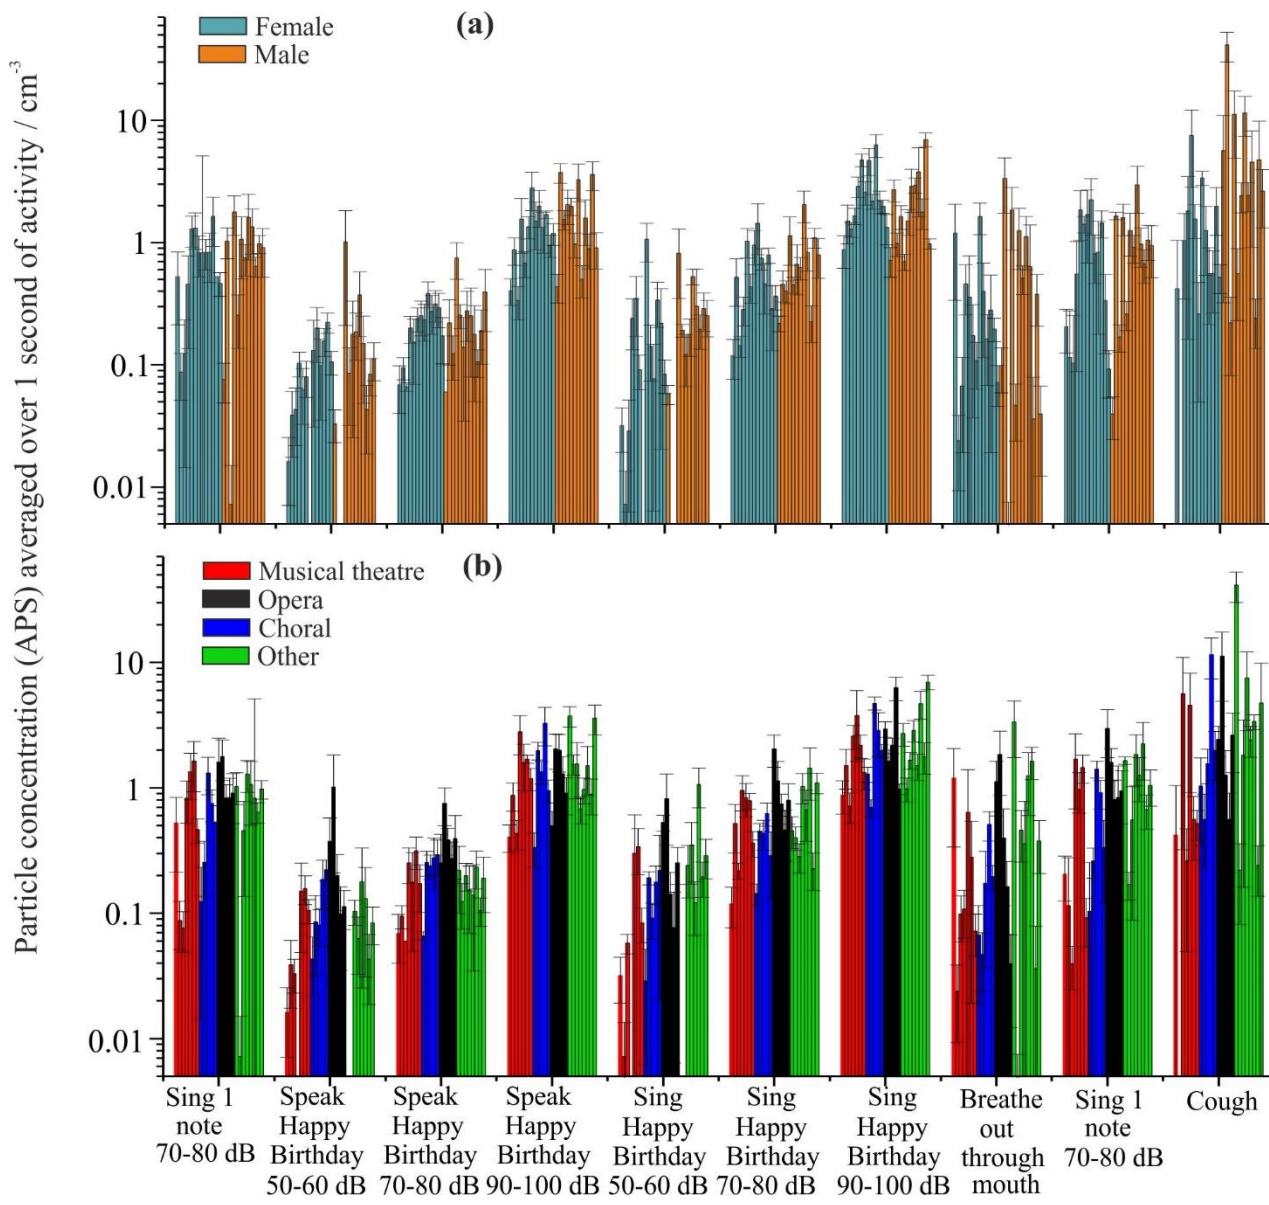 Particle concentration (APS) averaged over 1 second of activity / cm⁻³
(a)
Female
Male
10
1
0.1
0.01
(b)
Musical theatre
Opera
Choral
Other
10
1
0.1
0.01
Sing 1
note
70-80 dB
Speak
Happy
Birthday
50-60 dB
Speak
Happy
Birthday
70-80 dB
Speak
Happy
Birthday
90-100 dB
Sing
Happy
Birthday
50-60 dB
Sing
Happy
Birthday
70-80 dB
Sing
Happy
Birthday
90-100 dB
Breathe
out
through
mouth
Sing 1
note
70-80 dB
Cough